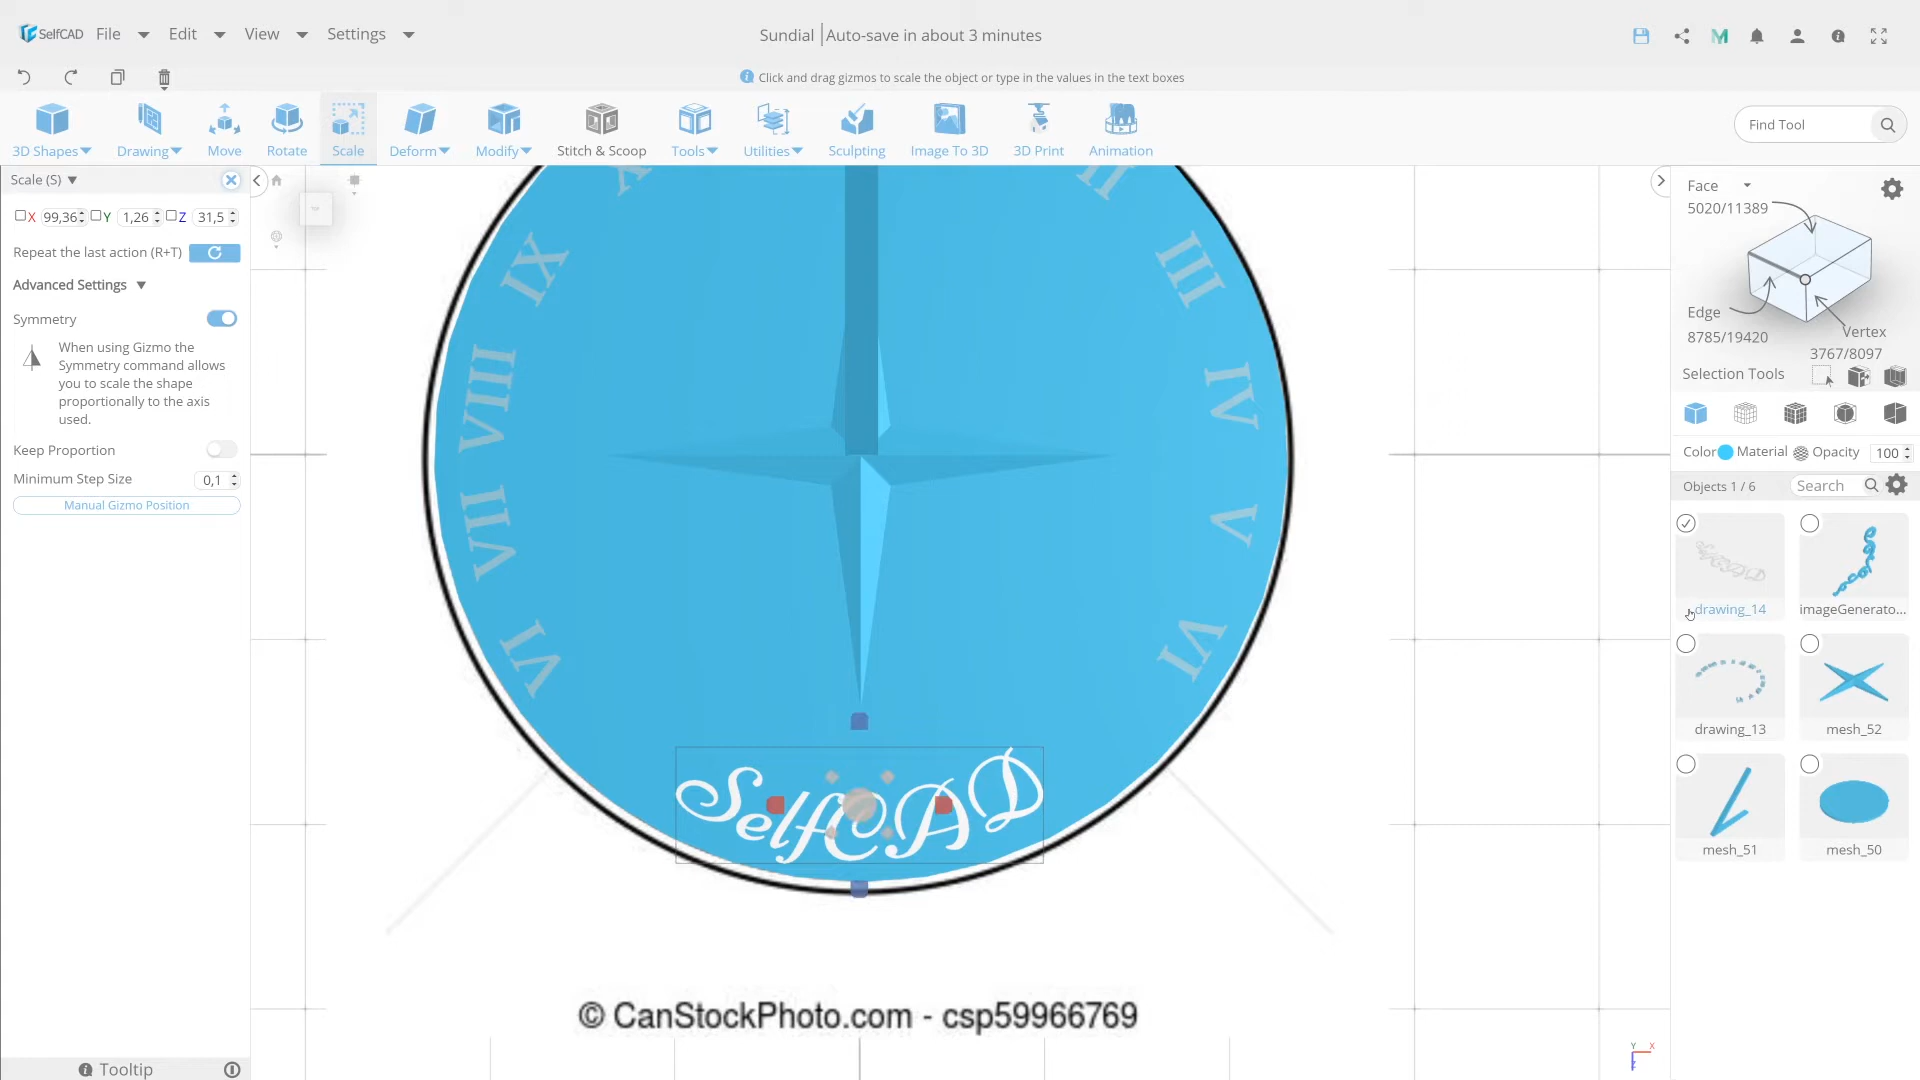 SelfCAD File Edit View Settings
Sundial |Auto-save in about 3 minutes
Click and drag gizmos to scale the object or type in the values in the text boxes
3D Shapes Drawing Move Rotate Scale Deform Modify Stitch & Scoop Tools Utilities Sculpting Image To 3D 3D Print Animation
Find Tool
Scale (S)
X 99,36 Y 1,26 Z 31,5
Repeat the last action (R+T)
Advanced Settings
Symmetry
When using Gizmo the
Symmetry command allows
you to scale the shape
proportionally to the axis
used.
Keep Proportion
Minimum Step Size 0,1
Manual Gizmo Position
Tooltip
IX
III
VIII
IV
VII
V
VI
VI
SelfCAD
© CanStockPhoto.com - csp59966769
Face
5020/11389
Edge
8785/19420
Vertex
3767/8097
Selection Tools
Color Material Opacity 100
Objects 1 / 6 Search
drawing_14 imageGenerato...
drawing_13 mesh_52
mesh_51 mesh_50
Y X